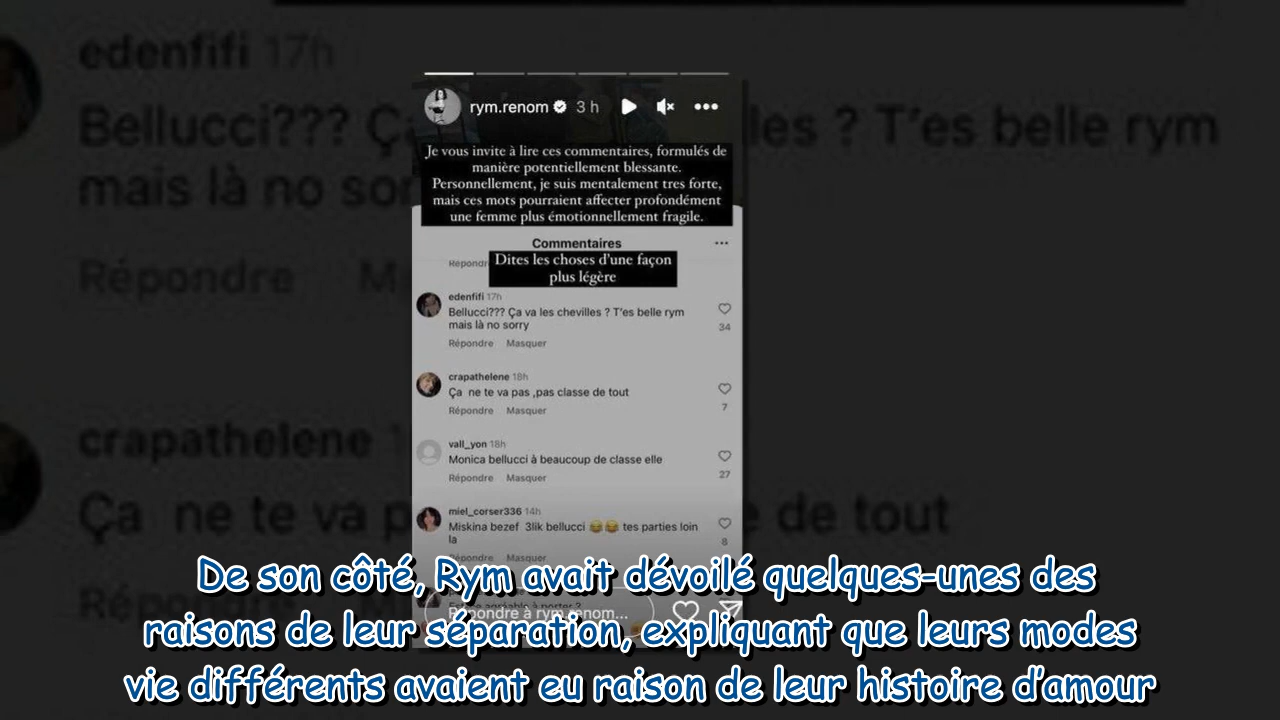 edenfifi 17h
Bellucci??? Ça
les ? T'es belle rym
mais là no sor
Répondre M
crapathelene 1
Ça ne te va p
e de tout
rym.renom 3 h
Je vous invite à lire ces commentaires, formulés de
manière potentiellement blessante.
Personnellement, je suis mentalement tres forte,
mais ces mots pourraient affecter profondément
une femme plus émotionnellement fragile.
Commentaires
Répondr
Dites les choses d'une façon
plus légère
edenfifi 17h
Bellucci??? Ça va les chevilles ? T'es belle rym
mais là no sorry
34
Répondre Masquer
crapathelene 18h
Ça ne te va pas ,pas classe de tout
7
Répondre Masquer
vall_yon 18h
Monica bellucci à beaucoup de classe elle
27
Répondre Masquer
miel_corser336 14h
Miskina bezef 3lik bellucci 😂😂 tes parties loin
la
8
Répondre Masquer
Répondre à rym.renom...
De son côté, Rym avait dévoilé quelques-unes des
raisons de leur séparation, expliquant que leurs modes
vie différents avaient eu raison de leur histoire d'amour